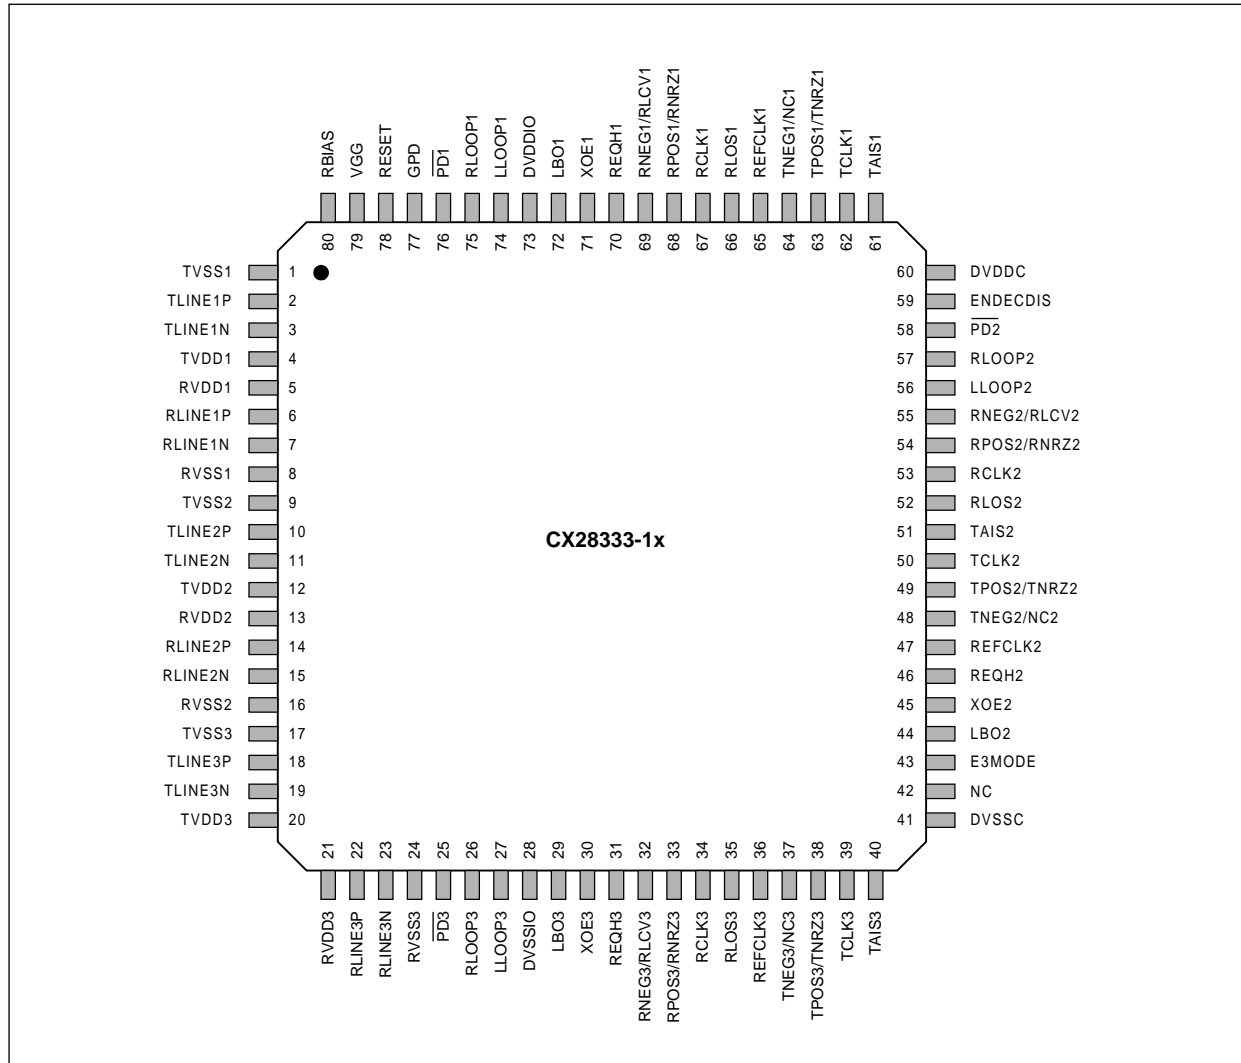 RBIAS
VGG
RESET
GPD
PD1
RLOOP1
LLOOP1
DVDDIO
LBO1
XOE1
REQH1
RNEG1/RLCV1
RPOS1/RNRZ1
RCLK1
RLOS1
REFCLK1
TNEG1/NC1
TPOS1/TNRZ1
TCLK1
TAIS1
80 79 78 77 76 75 74 73 72 71 70 69 68 67 66 65 64 63 62 61
TVSS1 1 60 DVDDC
TLINE1P 2 59 ENDECDIS
TLINE1N 3 58 PD2
TVDD1 4 57 RLOOP2
RVDD1 5 56 LLOOP2
RLINE1P 6 55 RNEG2/RLCV2
RLINE1N 7 54 RPOS2/RNRZ2
RVSS1 8 53 RCLK2
TVSS2 9 52 RLOS2
TLINE2P 10 51 TAIS2
CX28333-1x
TLINE2N 11 50 TCLK2
TVDD2 12 49 TPOS2/TNRZ2
RVDD2 13 48 TNEG2/NC2
RLINE2P 14 47 REFCLK2
RLINE2N 15 46 REQH2
RVSS2 16 45 XOE2
TVSS3 17 44 LBO2
TLINE3P 18 43 E3MODE
TLINE3N 19 42 NC
TVDD3 20 41 DVSSC
21 22 23 24 25 26 27 28 29 30 31 32 33 34 35 36 37 38 39 40
RVDD3
RLINE3P
RLINE3N
RVSS3
PD3
RLOOP3
LLOOP3
DVSSIO
LBO3
XOE3
REQH3
RNEG3/RLCV3
RPOS3/RNRZ3
RCLK3
RLOS3
REFCLK3
TNEG3/NC3
TPOS3/TNRZ3
TCLK3
TAIS3